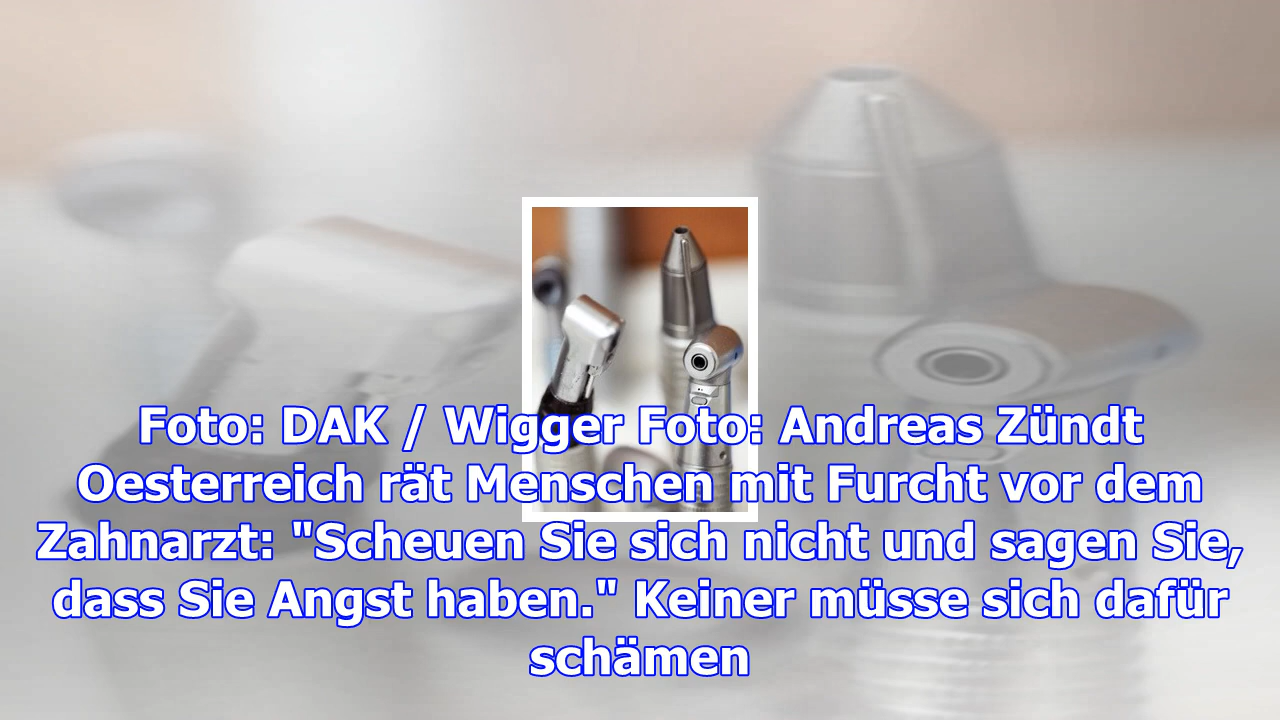 Foto: DAK / Wigger Foto: Andreas Zündt
Oesterreich rät Menschen mit Furcht vor dem
Zahnarzt: "Scheuen Sie sich nicht und sagen Sie,
dass Sie Angst haben." Keiner müsse sich dafür
schämen